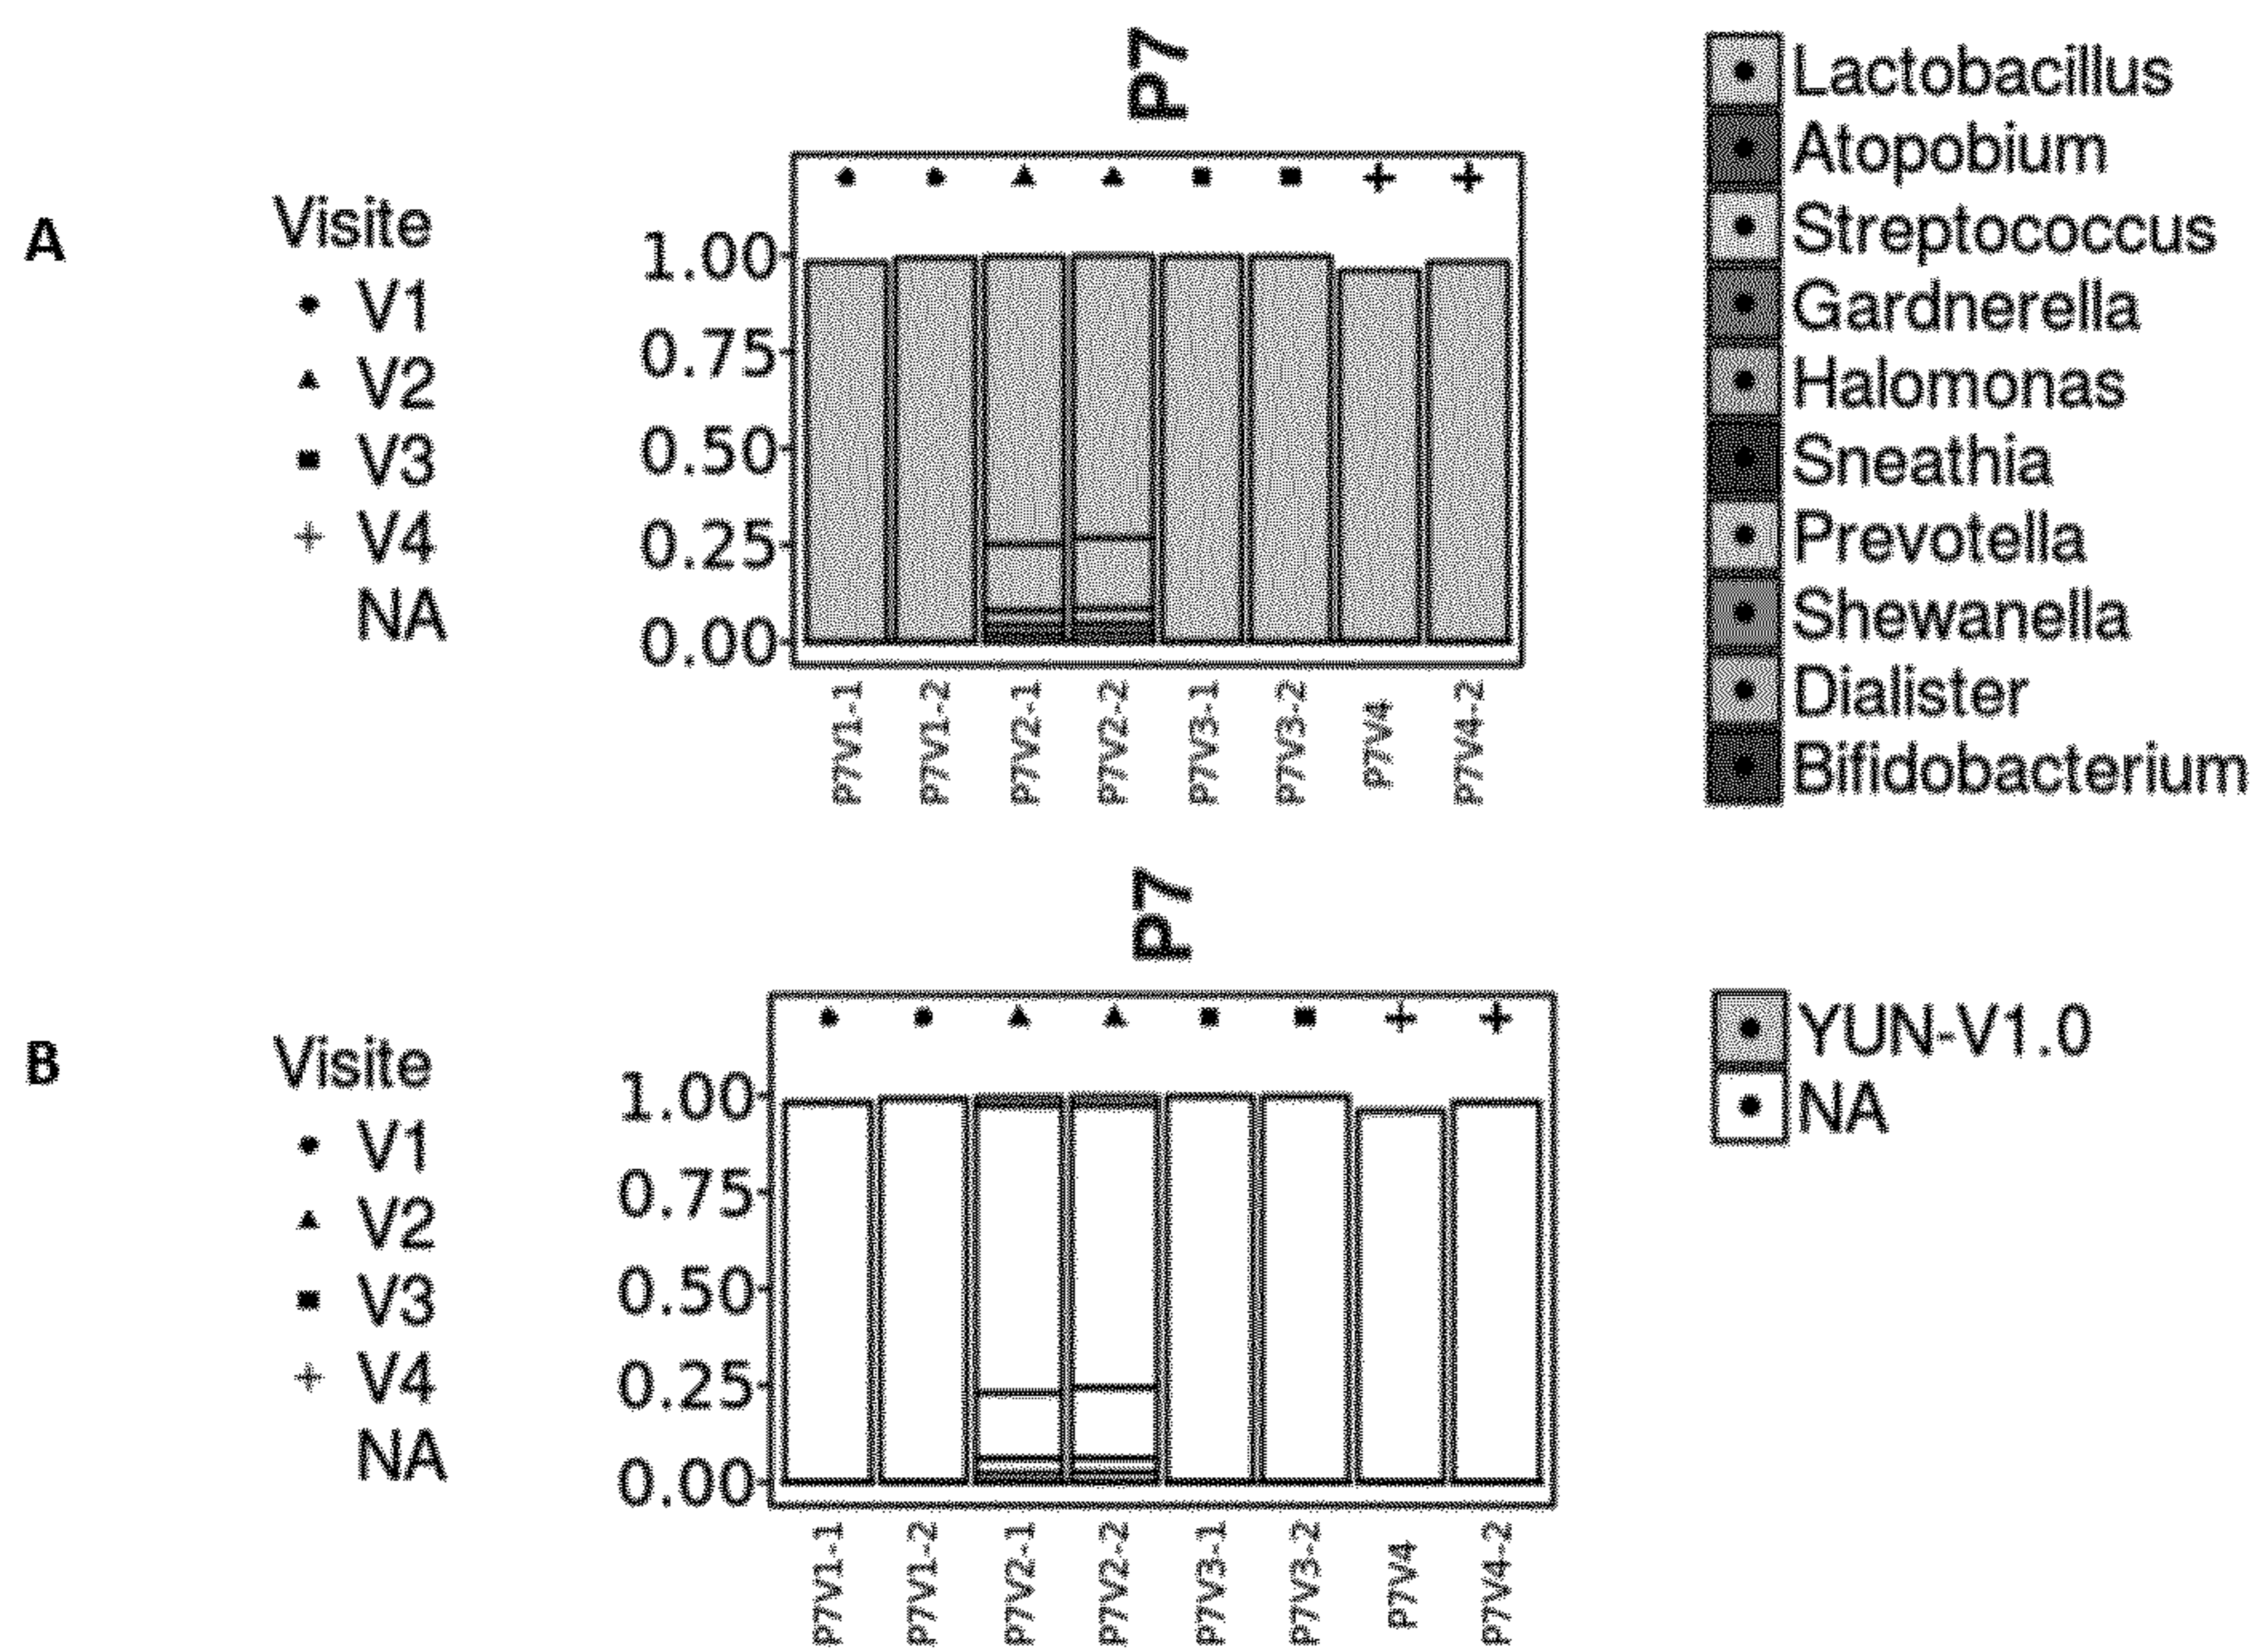 P7
A
Visite
V1
V2
V3
V4
NA
1.00
0.75
0.50
0.25
0.00
P7V1-1
P7V1-2
P7V2-1
P7V2-2
P7V3-1
P7V3-2
P7V4
P7V4-2
Lactobacillus
Atopobium
Streptococcus
Gardnerella
Halomonas
Sneathia
Prevotella
Shewanella
Dialister
Bifidobacterium
P7
B
Visite
V1
V2
V3
V4
NA
1.00
0.75
0.50
0.25
0.00
P7V1-1
P7V1-2
P7V2-1
P7V2-2
P7V3-1
P7V3-2
P7V4
P7V4-2
YUN-V1.0
NA